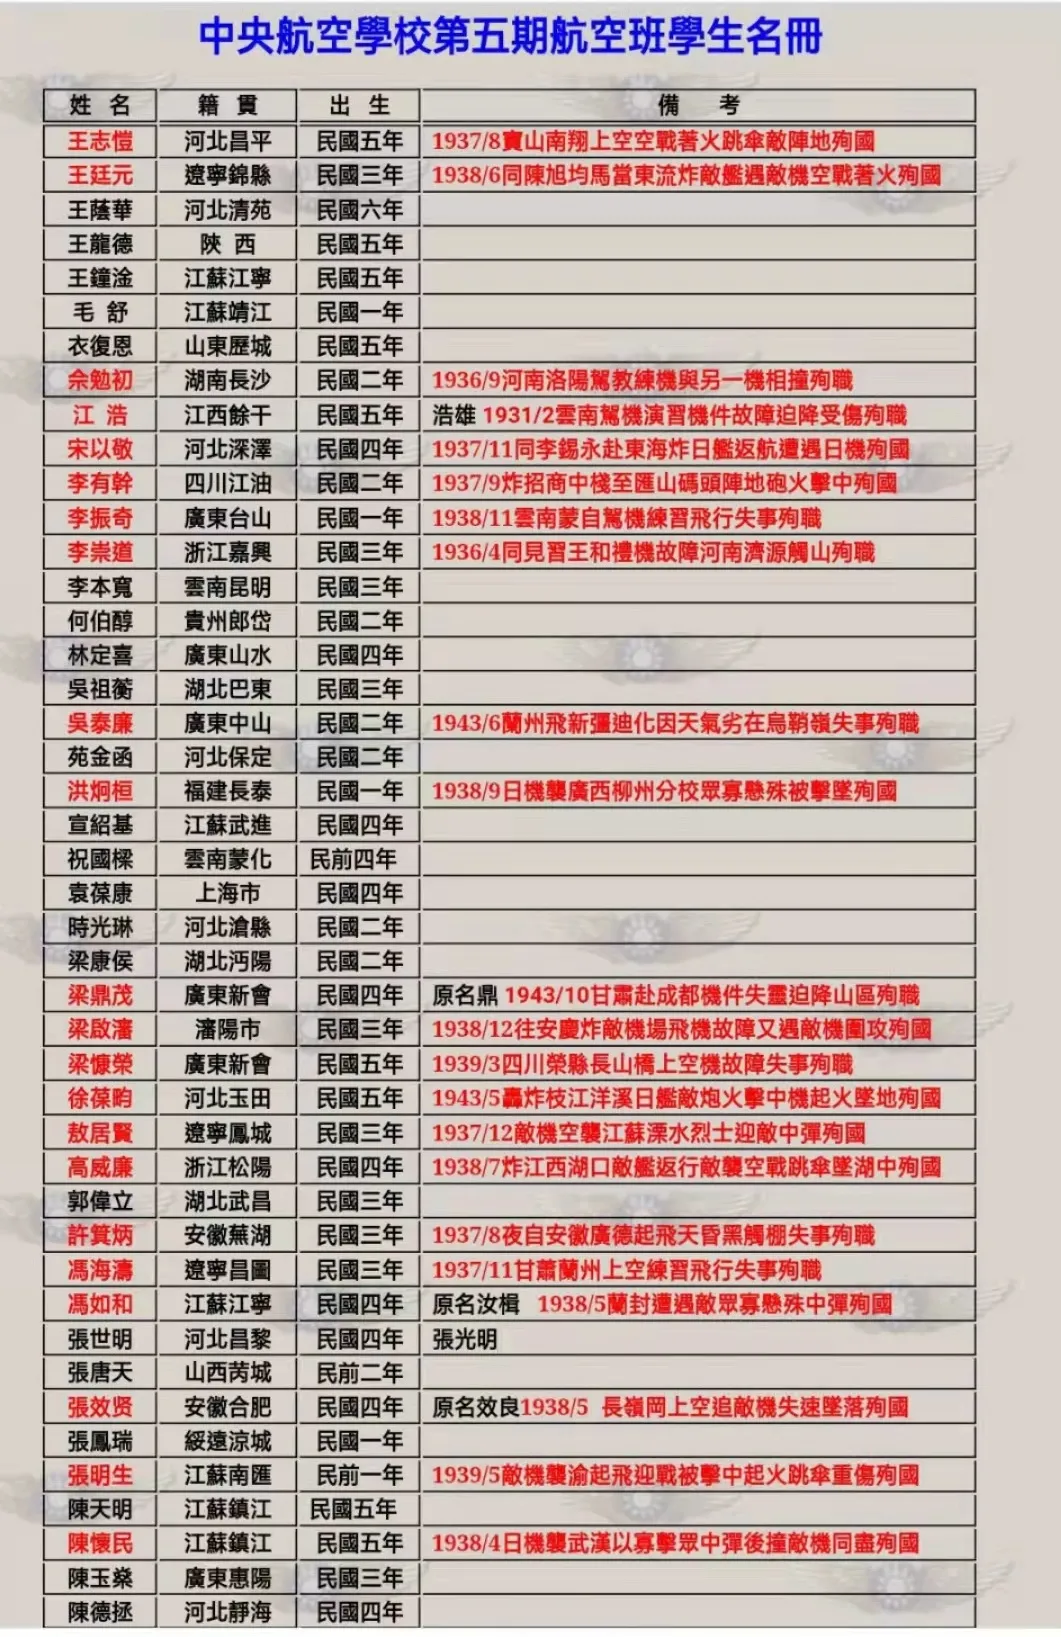 中央航空學校第五期航空班學生名冊
姓 名 籍 貫 出 生 備 考
王志愷 河北昌平 民國五年 1937/8寶山南翔上空空戰著火跳傘敵陣地殉國
王廷元 遼寧錦縣 民國三年 1938/6同陳旭均馬當東流炸敵艦遇敵機空戰著火殉國
王蔭華 河北清苑 民國六年
王龍德 陝 西 民國五年
王鐘淦 江蘇江寧 民國五年
毛 舒 江蘇靖江 民國一年
衣復恩 山東歷城 民國五年
佘勉初 湖南長沙 民國二年 1936/9河南洛陽駕教練機與另一機相撞殉職
江 浩 江西餘干 民國五年 浩雄 1931/2雲南駕機演習機件故障迫降受傷殉職
宋以敬 河北深澤 民國四年 1937/11同李錫永赴東海炸日艦返航遭遇日機殉國
李有幹 四川江油 民國二年 1937/9炸招商中棧至匯山碼頭陣地砲火擊中殉國
李振奇 廣東台山 民國一年 1938/11雲南蒙自駕機練習飛行失事殉職
李崇道 浙江嘉興 民國三年 1936/4同見習王和禮機故障河南濟源觸山殉職
李本寬 雲南昆明 民國三年
何伯醇 貴州郎岱 民國二年
林定喜 廣東山水 民國四年
吳祖蘅 湖北巴東 民國三年
吳泰廉 廣東中山 民國二年 1943/6蘭州飛新彊迪化因天氣劣在烏鞘嶺失事殉職
苑金函 河北保定 民國二年
洪炯桓 福建長泰 民國一年 1938/9日機襲廣西柳州分校眾寡懸殊被擊墜殉國
宣紹基 江蘇武進 民國四年
祝國樑 雲南蒙化 民前四年
袁葆康 上海市 民國四年
時光琳 河北滄縣 民國二年
梁康侯 湖北沔陽 民國二年
梁鼎茂 廣東新會 民國四年 原名鼎 1943/10甘肅赴成都機件失靈迫降山區殉職
梁啟瀋 瀋陽市 民國三年 1938/12往安慶炸敵機場飛機故障又遇敵機圍攻殉國
梁慷榮 廣東新會 民國五年 1939/3四川榮縣長山橋上空機故障失事殉職
徐葆畇 河北玉田 民國五年 1943/5轟炸枝江洋溪日艦敵炮火擊中機起火墜地殉國
敖居賢 遼寧鳳城 民國三年 1937/12敵機空襲江蘇溧水烈士迎敵中彈殉國
高威廉 浙江松陽 民國四年 1938/7炸江西湖口敵艦返行敵襲空戰跳傘墜湖中殉國
郭偉立 湖北武昌 民國三年
許箕炳 安徽蕪湖 民國三年 1937/8夜自安徽廣德起飛天昏黑觸棚失事殉職
馮海濤 遼寧昌圖 民國三年 1937/11甘蕭蘭州上空練習飛行失事殉職
馮如和 江蘇江寧 民國四年 原名汝楫 1938/5蘭封遭遇敵眾寡懸殊中彈殉國
張世明 河北昌黎 民國四年 張光明
張唐天 山西芮城 民前二年
張效贤 安徽合肥 民國四年 原名效良1938/5 長嶺岡上空追敵機失速墜落殉國
張鳳瑞 綏遠涼城 民國一年
張明生 江蘇南匯 民前一年 1939/5敵機襲渝起飛迎戰被擊中起火跳傘重傷殉國
陳天明 江蘇鎮江 民國五年
陳懷民 江蘇鎮江 民國五年 1938/4日機襲武漢以寡擊眾中彈後撞敵機同盡殉國
陳玉燊 廣東惠陽 民國三年
陳德拯 河北靜海 民國四年